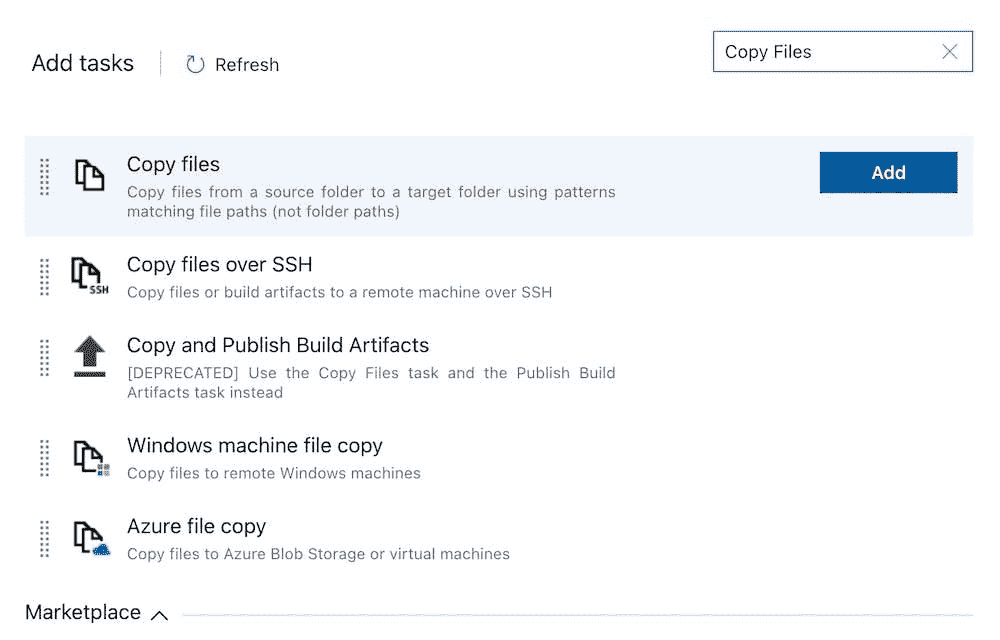 Add tasks
Refresh
Copy Files
Copy files
Add
Copy files from a source folder to a target folder using patterns
matching file paths (not folder paths)
Copy files over SSH
SSH
Copy files or build artifacts to a remote machine over SSH
Copy and Publish Build Artifacts
[DEPRECATED] Use the Copy Files task and the Publish Build
Artifacts task instead
Windows machine file copy
Copy files to remote Windows machines
Azure file copy
Copy files to Azure Blob Storage or virtual machines
Marketplace